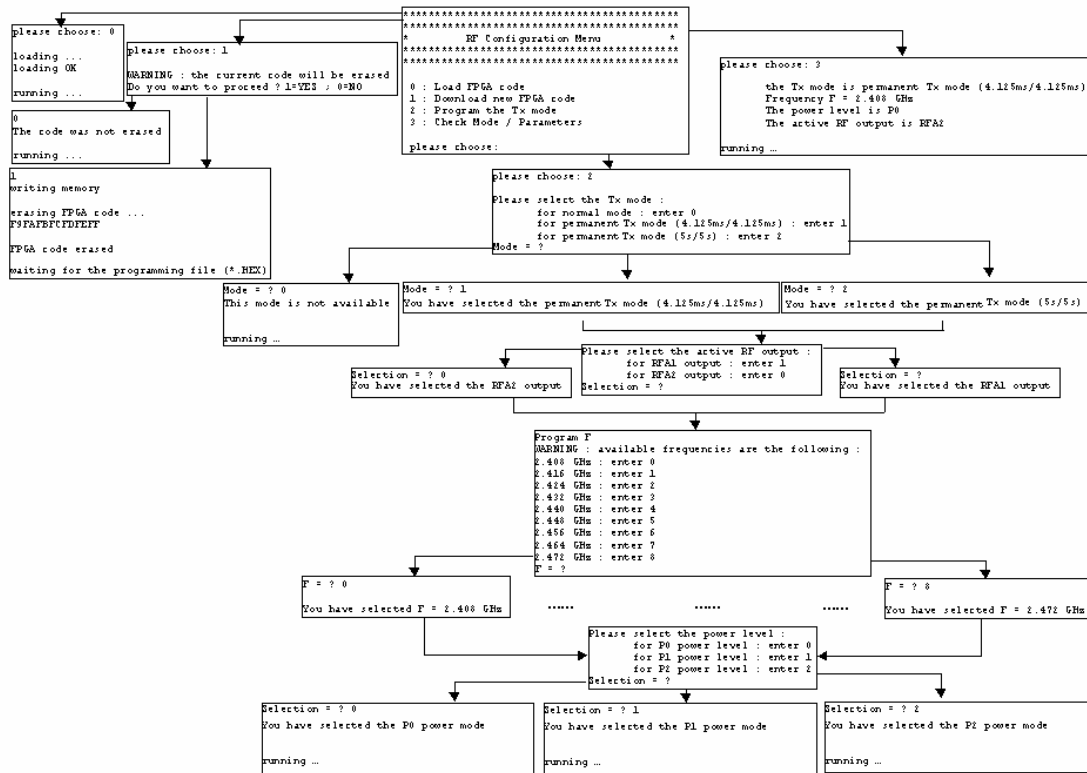 please choose: 0
loading ...
loading OK
running ...
please choose: 1
WARNING : the current code will be erased
Do you want to proceed ? 1=YES ; 0=NO
********************************************
********************************************
* RF Configuration Menu *
********************************************
********************************************
0 : Load FPGA code
1 : Download new FPGA code
2 : Program the Tx mode
3 : Check Mode / Parameters
please choose:
please choose: 3
the Tx mode is permanent Tx mode (4.125ms/4.125ms)
Frequency F = 2.408 GHz
The power level is P0
The active RF output is RFA2
running ...
0
The code was not erased
running ...
1
writing memory
erasing FPGA code ...
F9FAFBFCFDFEFF
FPGA code erased
waiting for the programming file (*.HEX)
please choose: 2
Please select the Tx mode :
for normal mode : enter 0
for permanent Tx mode (4.125ms/4.125ms) : enter 1
for permanent Tx mode (5s/5s) : enter 2
Mode = ?
Mode = ? 0
This mode is not available
running ...
Mode = ? 1
You have selected the permanent Tx mode (4.125ms/4.125ms)
Mode = ? 2
You have selected the permanent Tx mode (5s/5s)
Please select the active RF output :
for RFA1 output : enter 1
for RFA2 output : enter 0
Selection = ?
Selection = ? 0
You have selected the RFA2 output
Selection = ?
You have selected the RFA1 output
Program F
WARNING : available frequencies are the following :
2.408 GHz : enter 0
2.416 GHz : enter 1
2.424 GHz : enter 2
2.432 GHz : enter 3
2.440 GHz : enter 4
2.448 GHz : enter 5
2.456 GHz : enter 6
2.464 GHz : enter 7
2.472 GHz : enter 8
F = ?
F = ? 0
You have selected F = 2.408 GHz
...... ...... ......
F = ? 8
You have selected F = 2.472 GHz
Please select the power level :
for P0 power level : enter 0
for P1 power level : enter 1
for P2 power level : enter 2
Selection = ?
Selection = ? 0
You have selected the P0 power mode
running ...
Selection = ? 1
You have selected the P1 power mode
running ...
Selection = ? 2
You have selected the P2 power mode
running ...